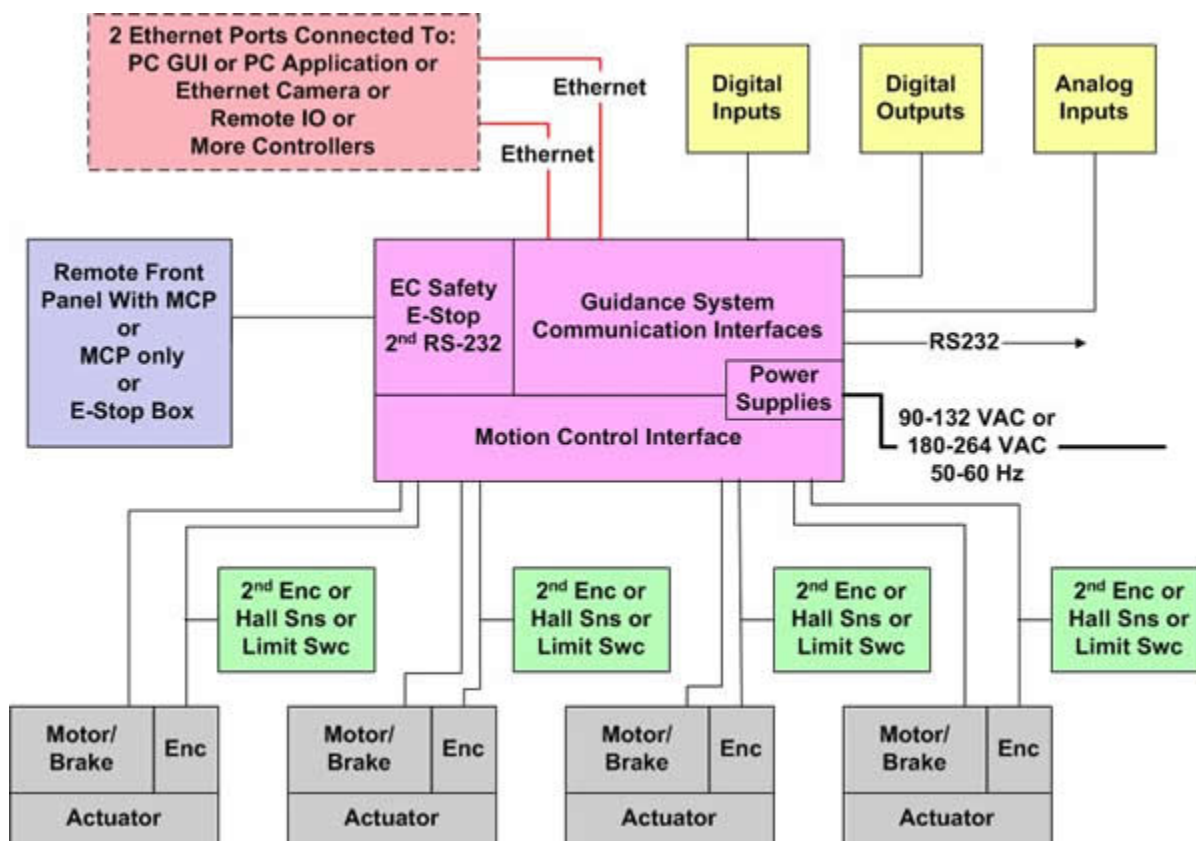 2 Ethernet Ports Connected To:
PC GUI or PC Application or
Ethernet Camera or
Remote IO or
More Controllers
Ethernet
Ethernet
Digital
Inputs
Digital
Outputs
Analog
Inputs
Remote Front
Panel With MCP
or
MCP only
or
E-Stop Box
EC Safety
E-Stop
2nd RS-232
Guidance System
Communication Interfaces
RS232
Power
Supplies
90-132 VAC or
180-264 VAC
50-60 Hz
Motion Control Interface
2nd Enc or
Hall Sns or
Limit Swc
2nd Enc or
Hall Sns or
Limit Swc
2nd Enc or
Hall Sns or
Limit Swc
2nd Enc or
Hall Sns or
Limit Swc
Motor/
Brake
Enc
Actuator
Motor/
Brake
Enc
Actuator
Motor/
Brake
Enc
Actuator
Motor/
Brake
Enc
Actuator